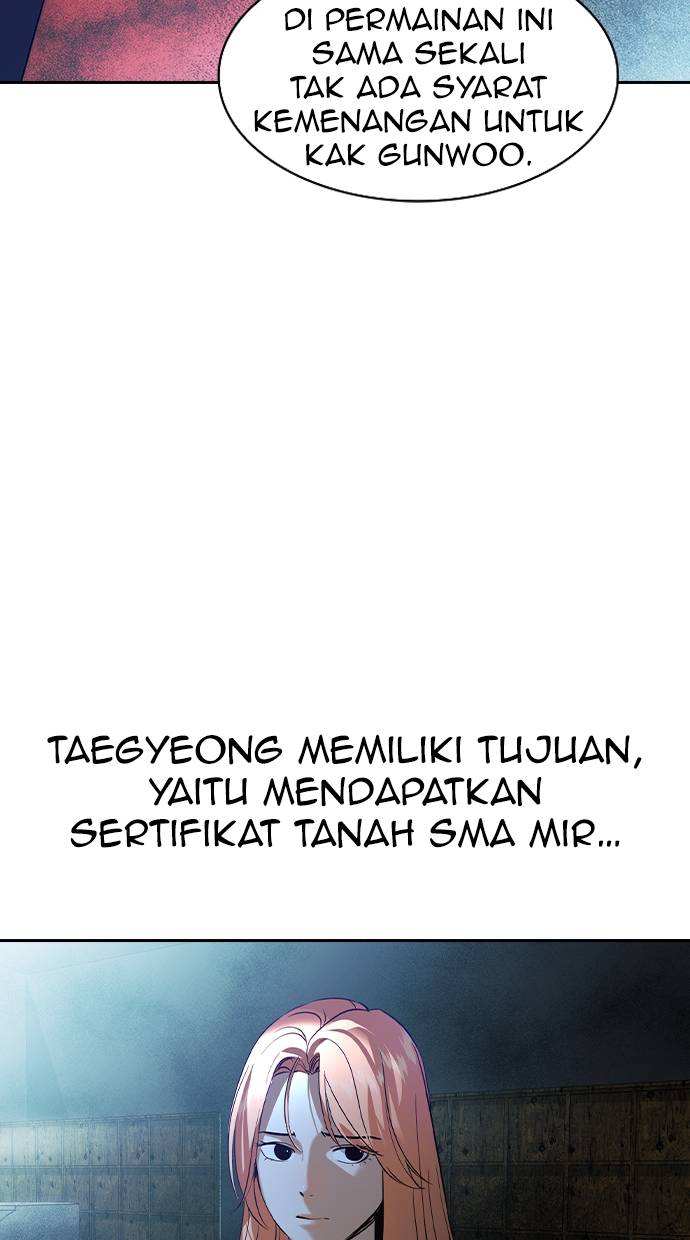 DI PERMAINAN INI
SAMA SEKALI
TAK ADA SYARAT
KEMENANGAN UNTUK
KAK GUNWOO.
TAEGYEONG MEMILIKI TUJUAN,
YAITU MENDAPATKAN
SERTIFIKAT TANAH SMA MIR...